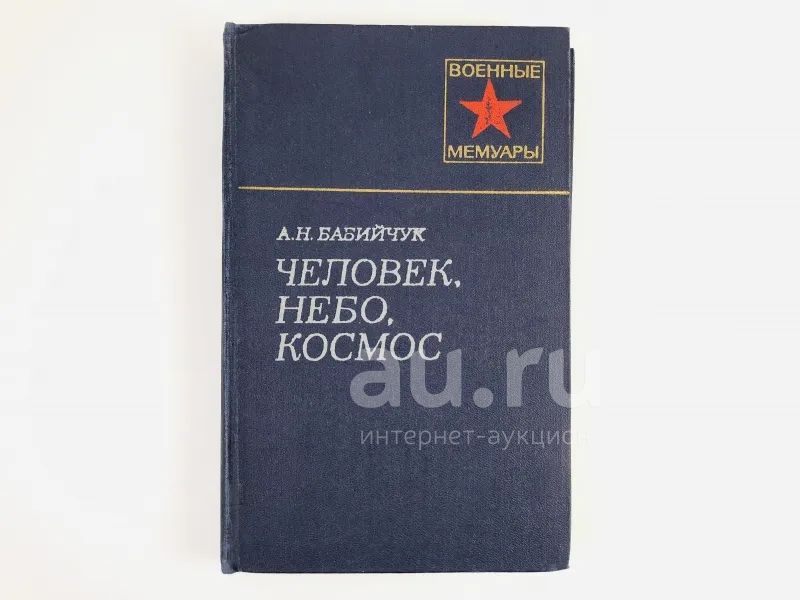 ВОЕННЫЕ
МЕМУАРЫ
А.Н. БАБИЙЧУК
ЧЕЛОВЕК,
НЕБО,
КОСМОС
au.ru
интернет-аукцион